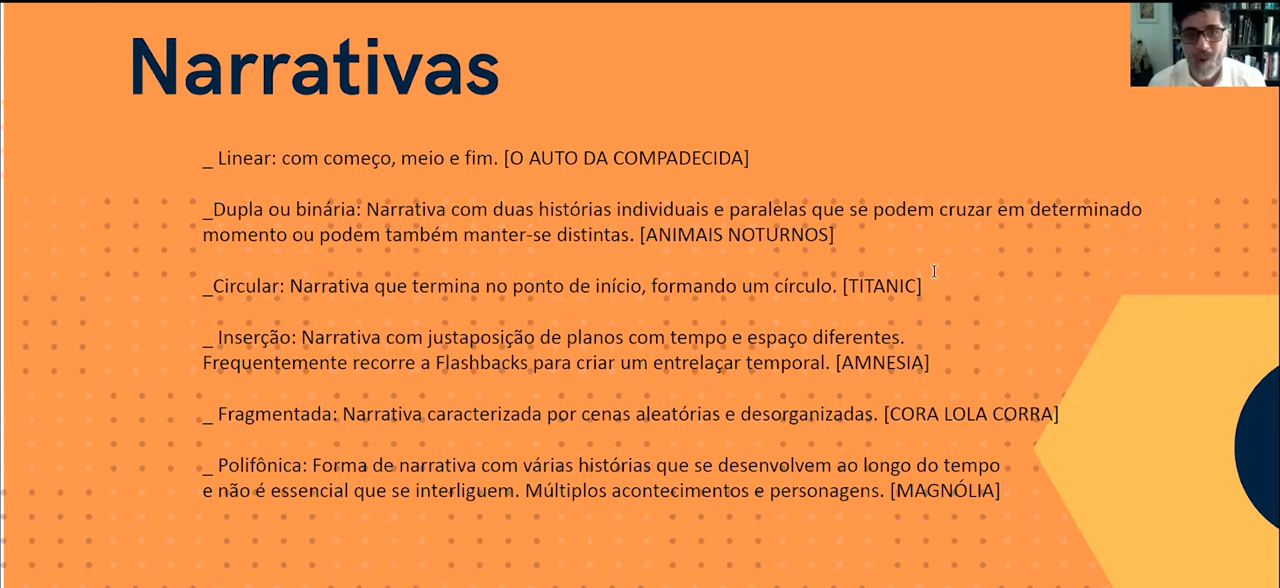 Narrativas
_ Linear: com começo, meio e fim. [O AUTO DA COMPADECIDA]
_Dupla ou binária: Narrativa com duas histórias individuais e paralelas que se podem cruzar em determinado
momento ou podem também manter-se distintas. [ANIMAIS NOTURNOS]
_Circular: Narrativa que termina no ponto de início, formando um círculo. [TITANIC]
_ Inserção: Narrativa com justaposição de planos com tempo e espaço diferentes.
Frequentemente recorre a Flashbacks para criar um entrelaçar temporal. [AMNESIA]
_ Fragmentada: Narrativa caracterizada por cenas aleatórias e desorganizadas. [CORA LOLA CORRA]
_ Polifônica: Forma de narrativa com várias histórias que se desenvolvem ao longo do tempo
e não é essencial que se interliguem. Múltiplos acontecimentos e personagens. [MAGNÓLIA]